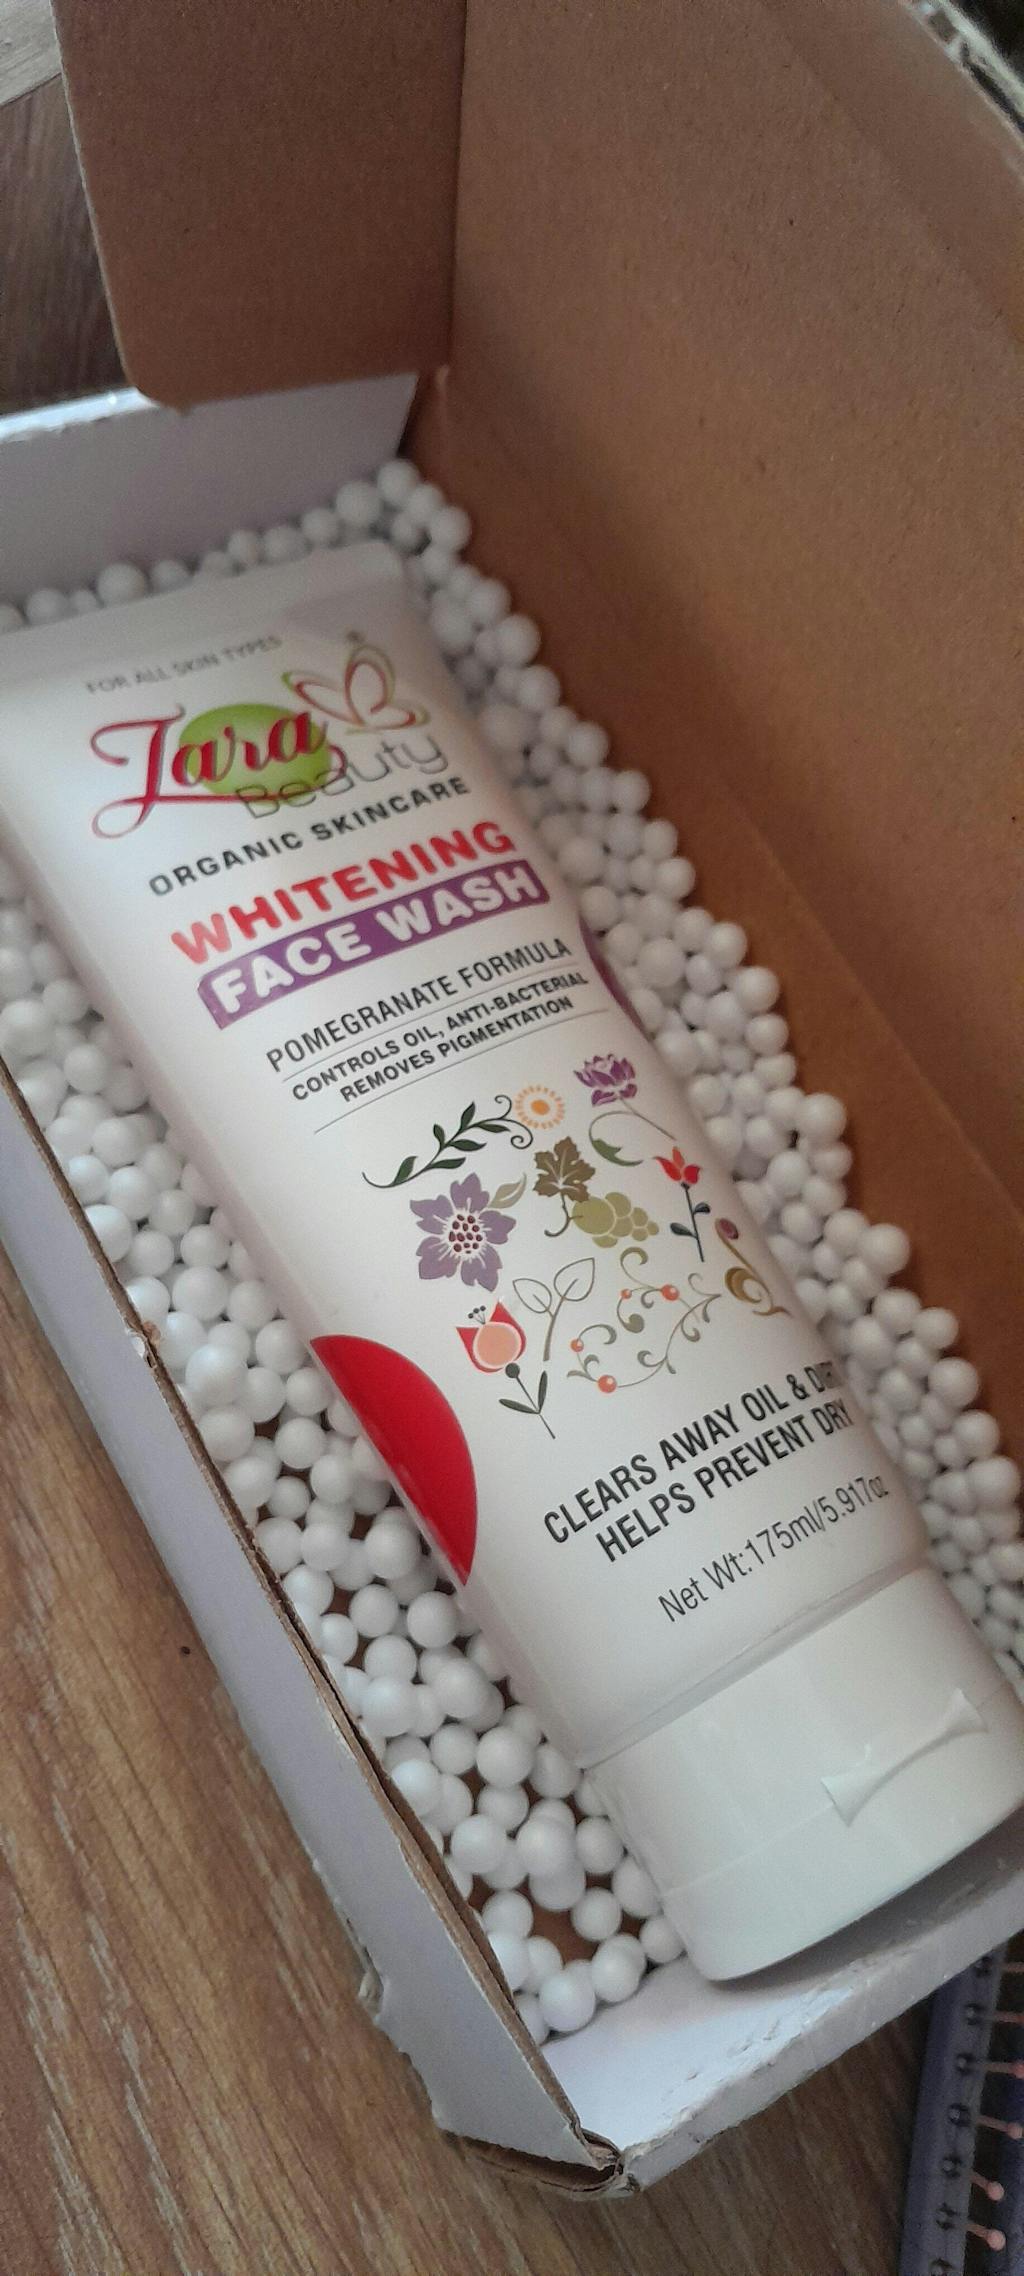 FOR ALL SKIN TYPES
Zara
Beauty
ORGANIC SKINCARE
WHITENING
FACE WASH
POMEGRANATE FORMULA
CONTROLS OIL, ANTI-BACTERIAL
REMOVES PIGMENTATION
CLEARS AWAY OIL & DIRT
HELPS PREVENT DRY
Net Wt:175ml/5.917oz